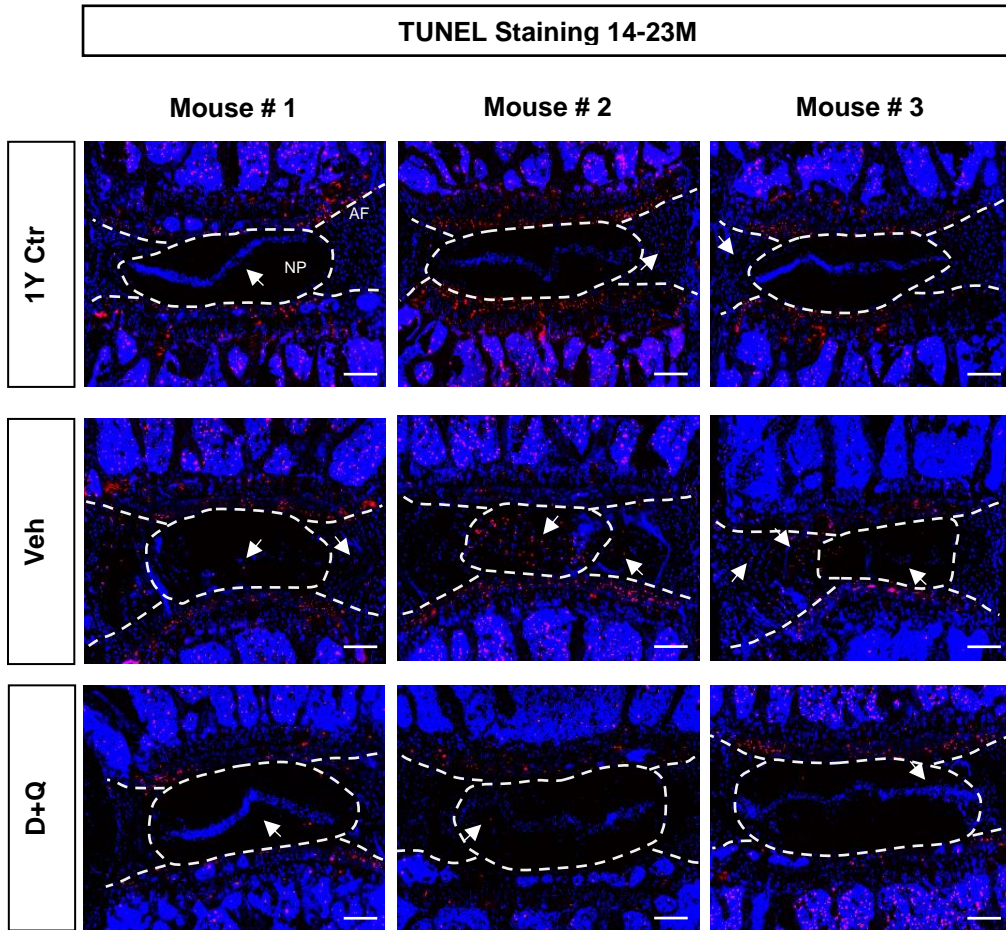 TUNEL Staining 14-23M
Mouse # 1
Mouse # 2
Mouse # 3
1Y Ctr
AF
NP
Veh
D+Q